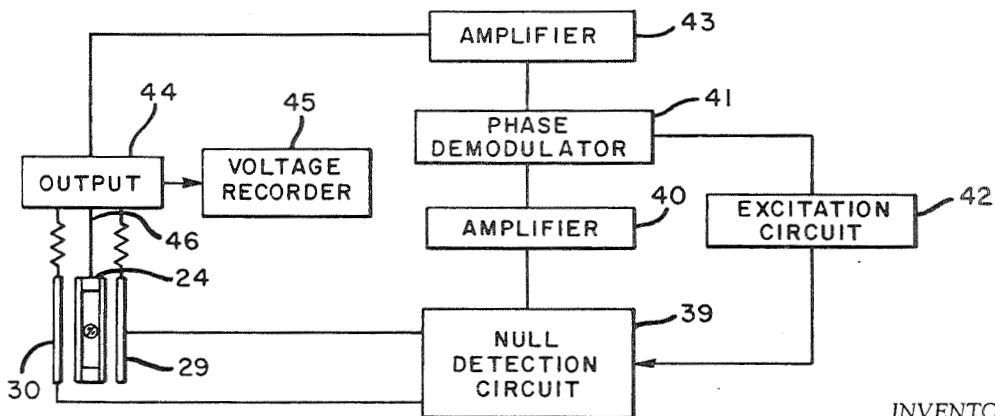 AMPLIFIER
43
44
45
41
PHASE
DEMODULATOR
OUTPUT
VOLTAGE
RECORDER
40
AMPLIFIER
EXCITATION
CIRCUIT
42
46
24
39
NULL
DETECTION
CIRCUIT
30
29
INVENTO